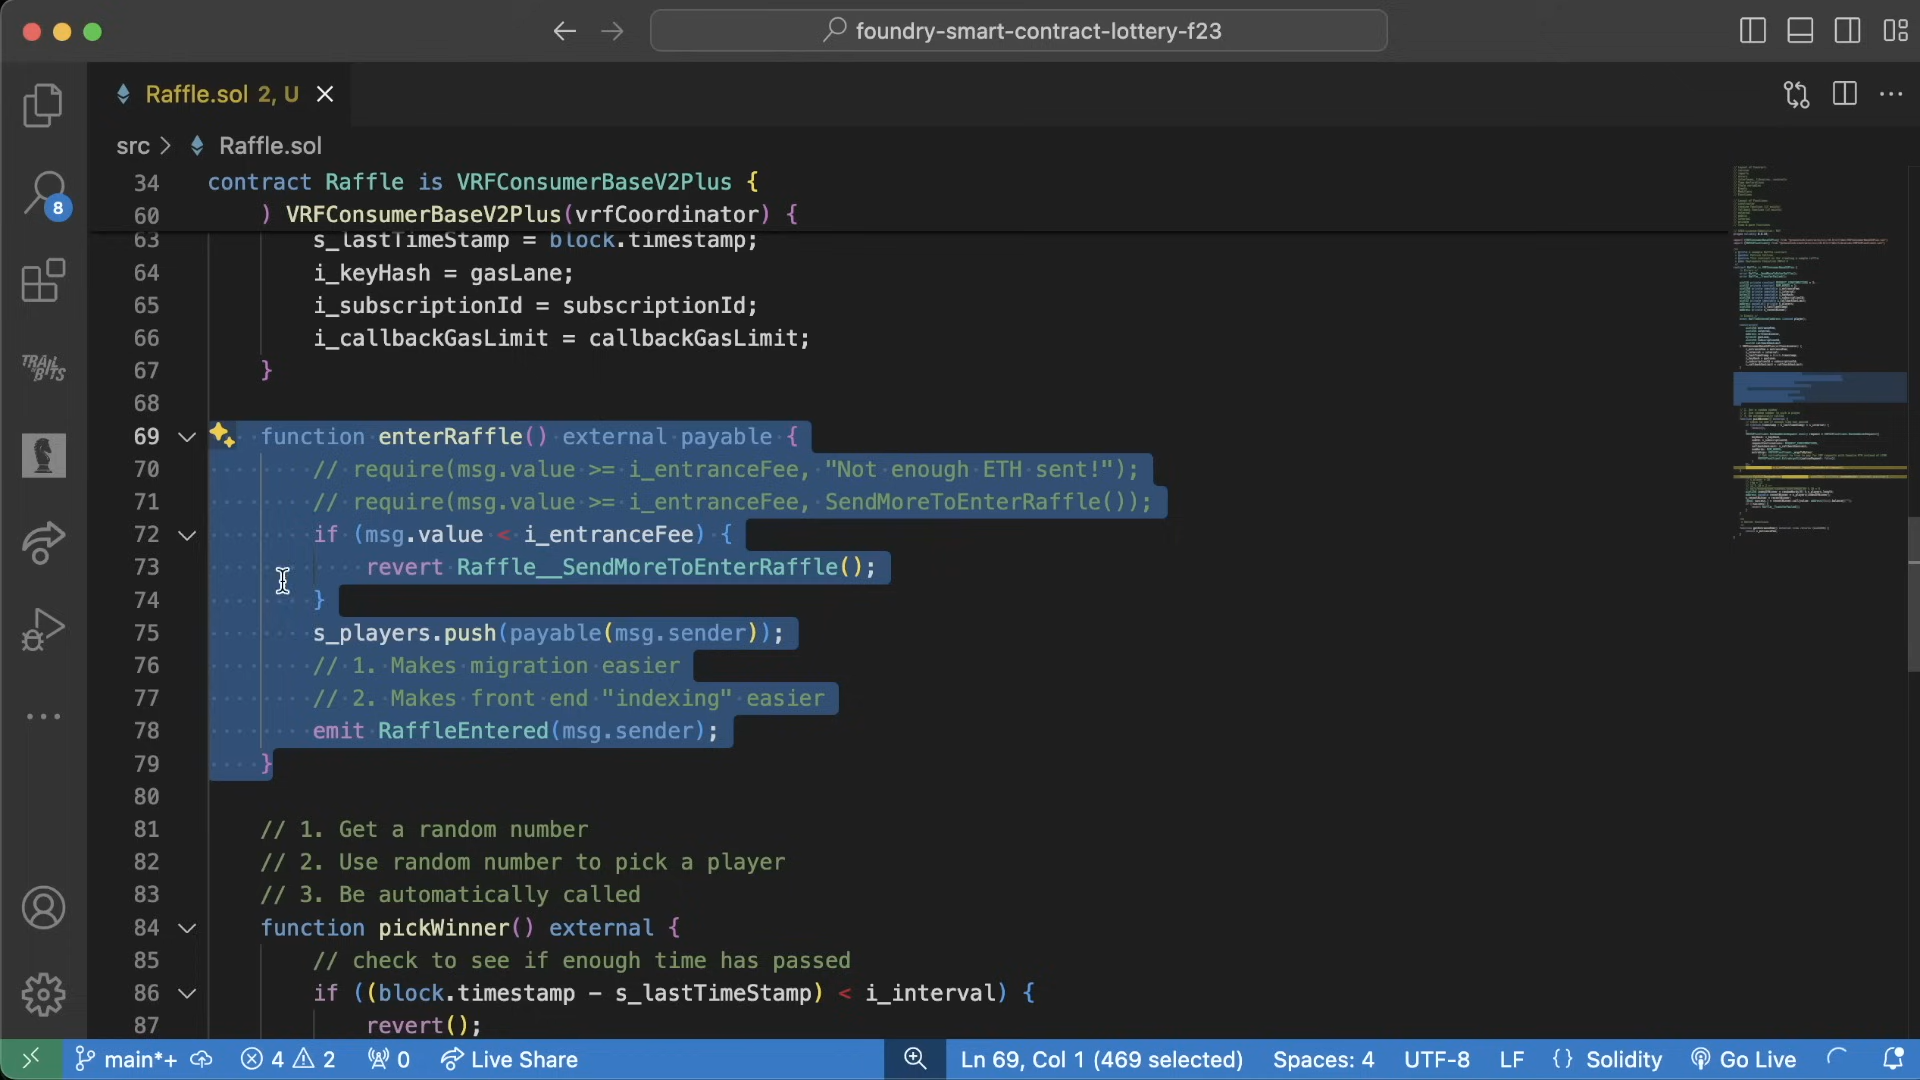 foundry-smart-contract-lottery-f23
Raffle.sol 2, U
src > Raffle.sol
8
TRAIL OF BITS
34 contract Raffle is VRFConsumerBaseV2Plus {
60 ) VRFConsumerBaseV2Plus(vrfCoordinator) {
63 s_lastTimeStamp = block.timestamp;
64 i_keyHash = gasLane;
65 i_subscriptionId = subscriptionId;
66 i_callbackGasLimit = callbackGasLimit;
67 }
68
69 function enterRaffle() external payable {
70 // require(msg.value >= i_entranceFee, "Not enough ETH sent!");
71 // require(msg.value >= i_entranceFee, SendMoreToEnterRaffle());
72 if (msg.value < i_entranceFee) {
73 revert Raffle__SendMoreToEnterRaffle();
74 }
75 s_players.push(payable(msg.sender));
76 // 1. Makes migration easier
77 // 2. Makes front end "indexing" easier
78 emit RaffleEntered(msg.sender);
79 }
80
81 // 1. Get a random number
82 // 2. Use random number to pick a player
83 // 3. Be automatically called
84 function pickWinner() external {
85 // check to see if enough time has passed
86 if ((block.timestamp - s_lastTimeStamp) < i_interval) {
87 revert();
main*+ 4 2 0 Live Share Ln 69, Col 1 (469 selected) Spaces: 4 UTF-8 LF {} Solidity Go Live